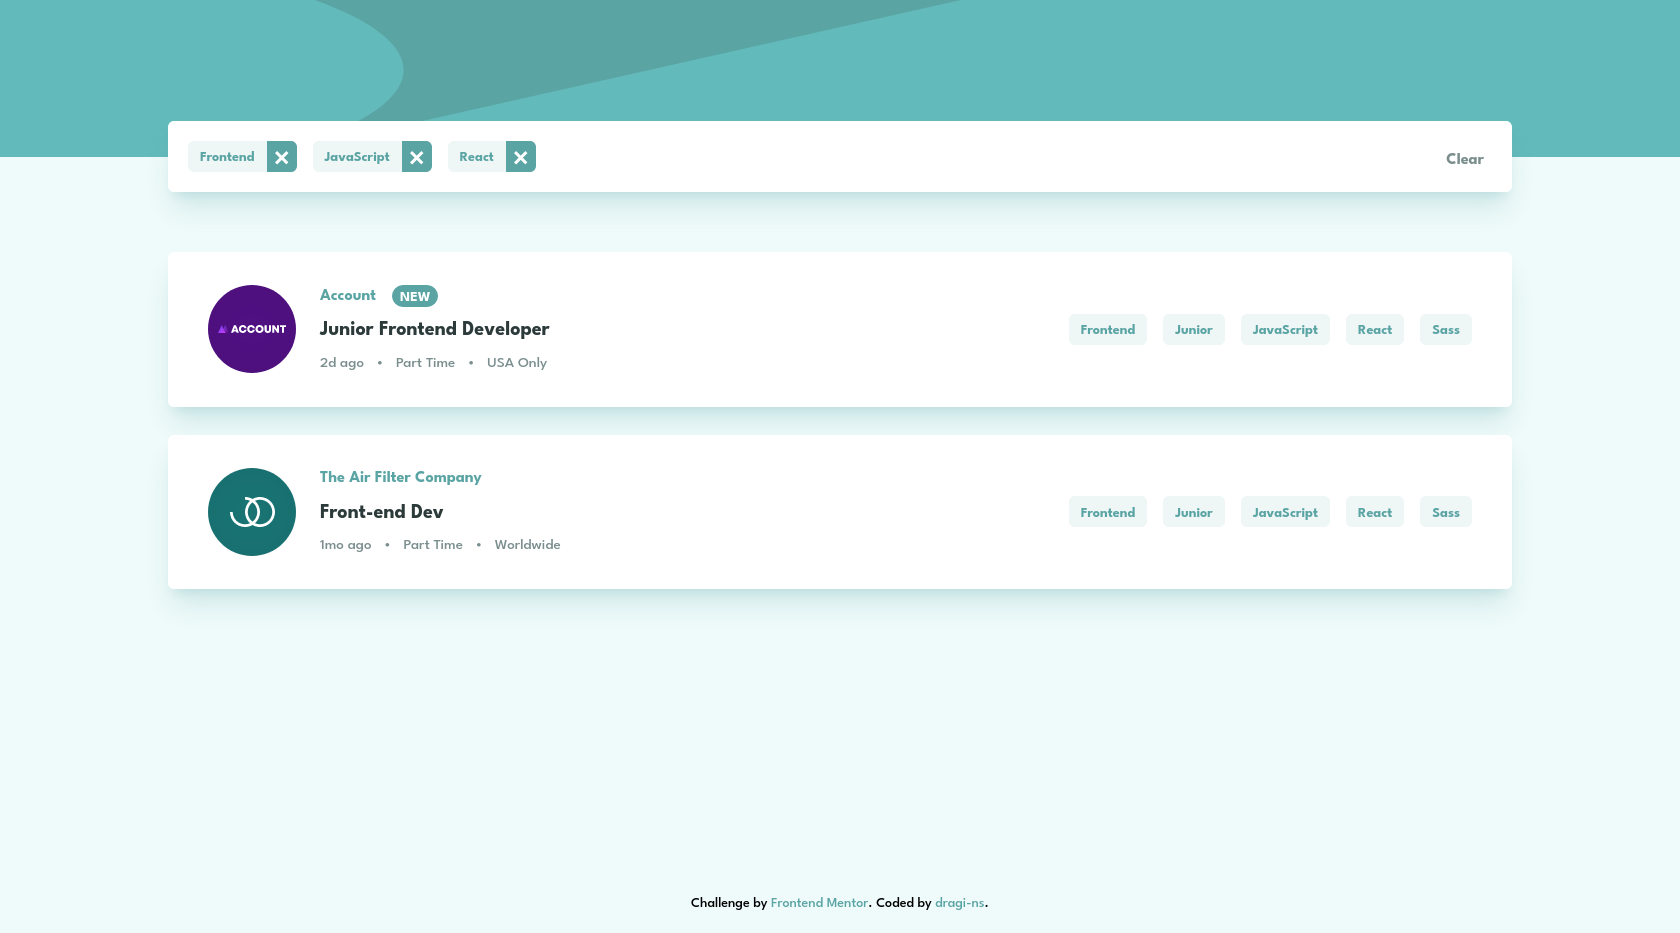 Frontend JavaScript React Clear
Account NEW
ACCOUNT
Junior Frontend Developer
2d ago • Part Time • USA Only
Frontend Junior JavaScript React Sass
The Air Filter Company
Front-end Dev
1mo ago • Part Time • Worldwide
Frontend Junior JavaScript React Sass
Challenge by Frontend Mentor. Coded by dragi-ns.